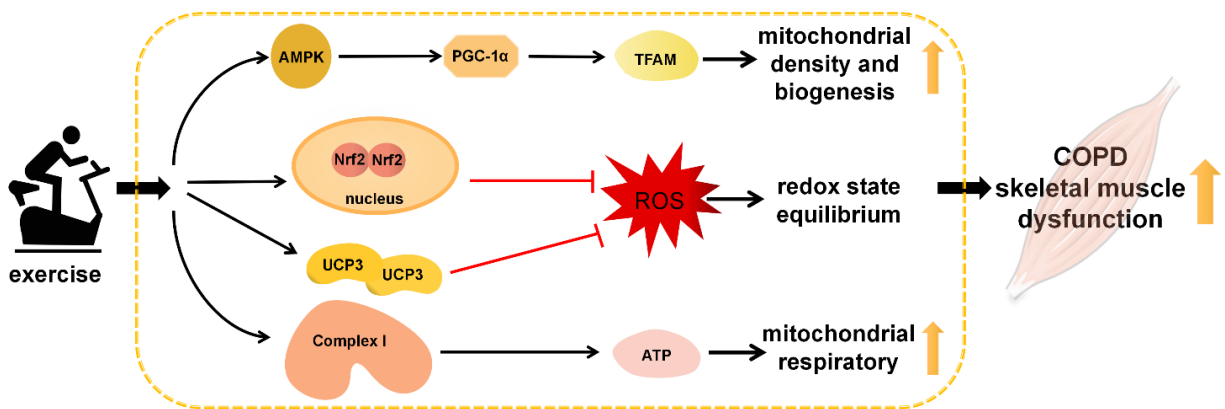 exercise
AMPK
PGC-1α
TFAM
mitochondrial
density and
biogenesis
Nrf2 Nrf2
nucleus
UCP3
UCP3
ROS
redox state
equilibrium
Complex I
ATP
mitochondrial
respiratory
COPD
skeletal muscle
dysfunction